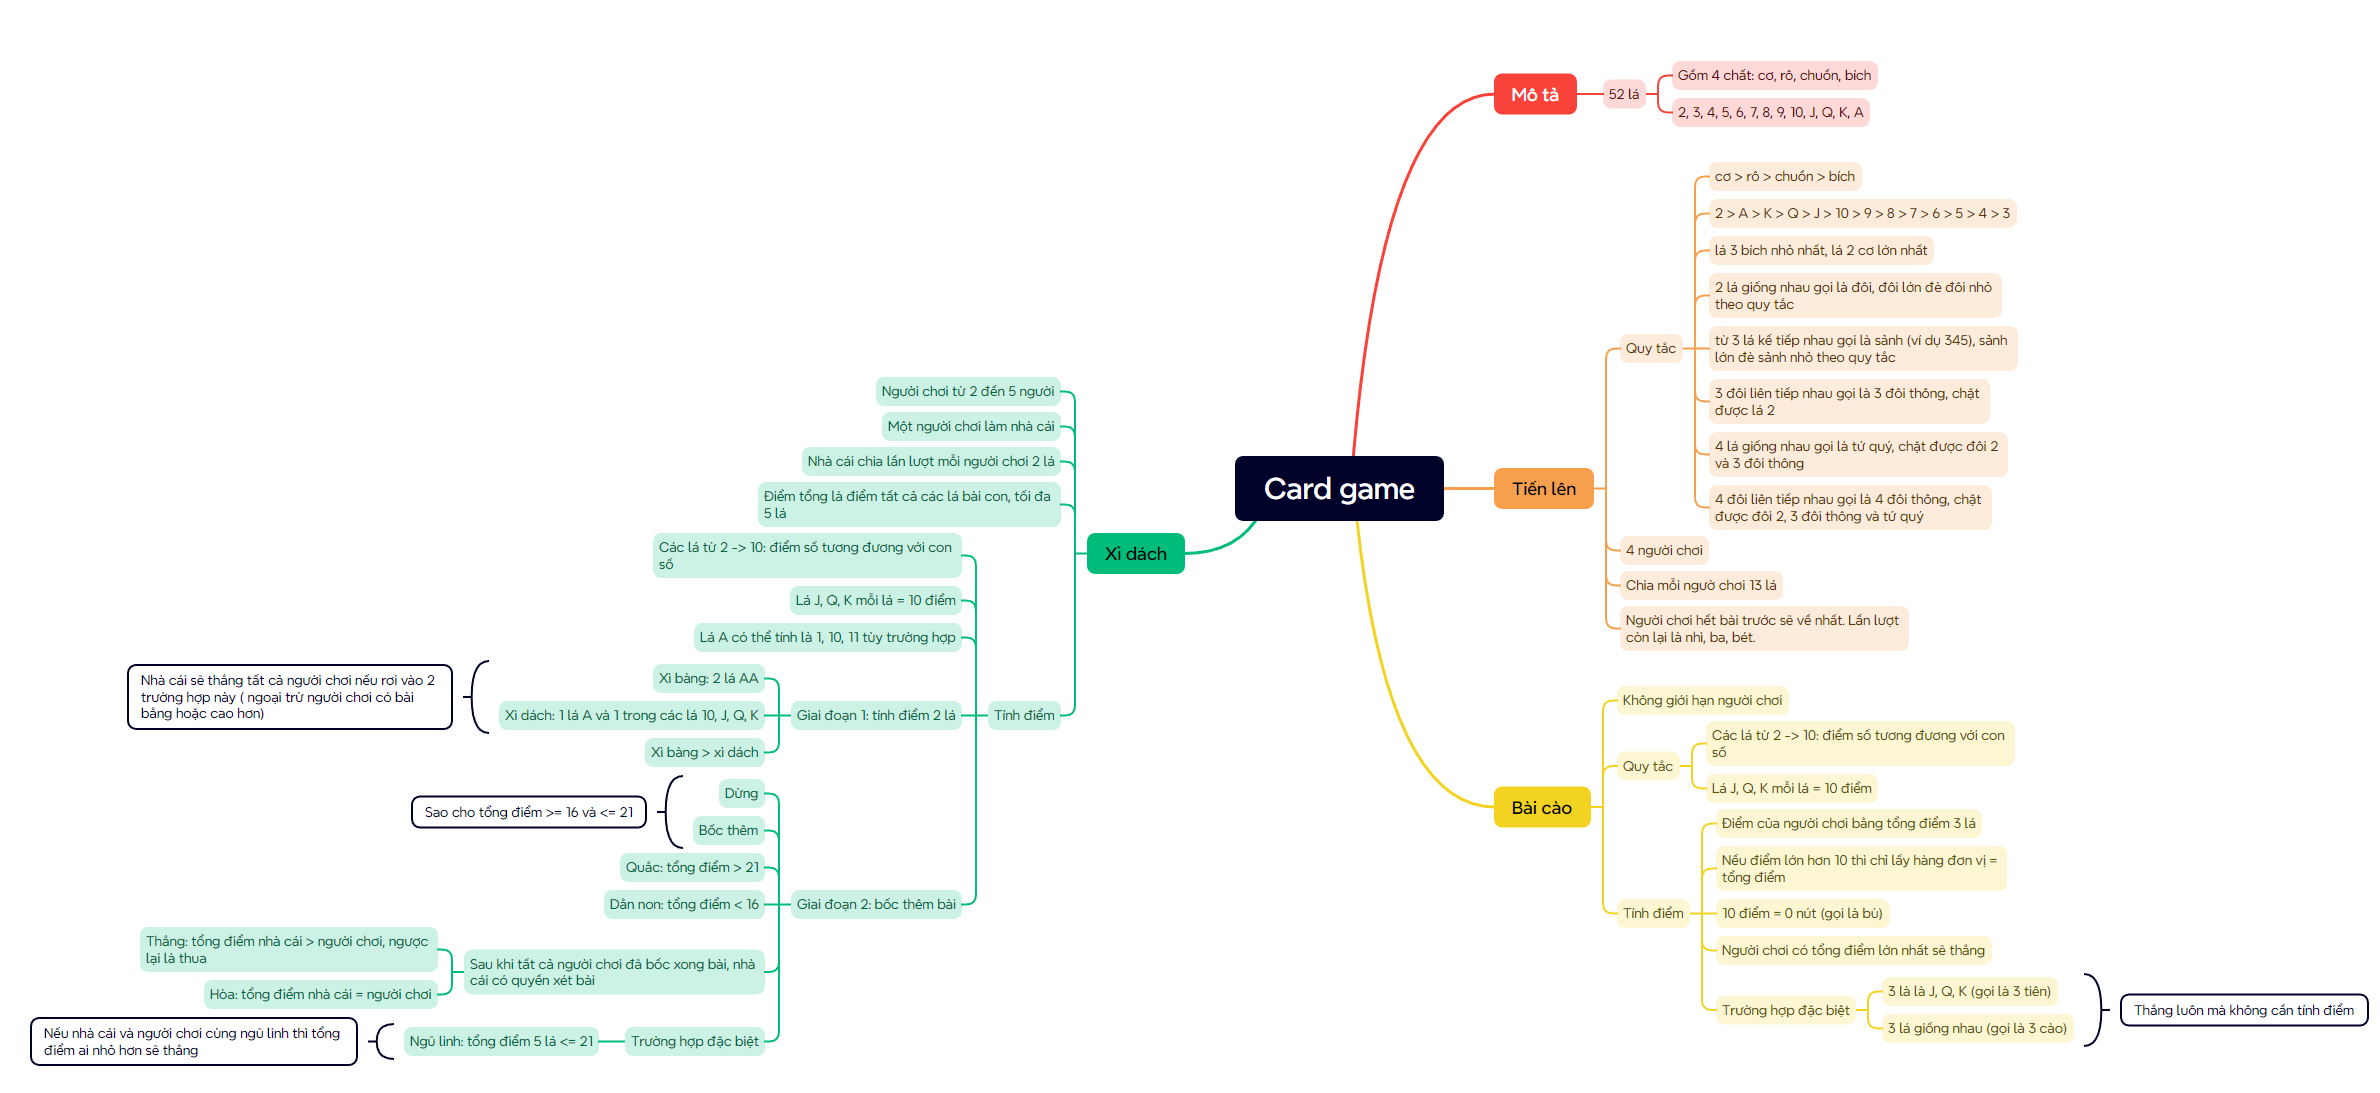 Card game
Mô tả
52 lá
Gồm 4 chất: cơ, rô, chuồn, bích
2, 3, 4, 5, 6, 7, 8, 9, 10, J, Q, K, A
Tiến lên
Quy tắc
cơ > rô > chuồn > bích
2 > A > K > Q > J > 10 > 9 > 8 > 7 > 6 > 5 > 4 > 3
lá 3 bích nhỏ nhất, lá 2 cơ lớn nhất
2 lá giống nhau gọi là đôi, đôi lớn đè đôi nhỏ
theo quy tắc
từ 3 lá kế tiếp nhau gọi là sảnh (ví dụ 345), sảnh
lớn đè sảnh nhỏ theo quy tắc
3 đôi liên tiếp nhau gọi là 3 đôi thông, chặt
được lá 2
4 lá giống nhau gọi là tứ quý, chặt được đôi 2
và 3 đôi thông
4 đôi liên tiếp nhau gọi là 4 đôi thông, chặt
được đôi 2, 3 đôi thông và tứ quý
4 người chơi
Chia mỗi ngườ chơi 13 lá
Người chơi hết bài trước sẽ về nhất. Lần lượt
còn lại là nhì, ba, bét.
Bài cào
Không giới hạn người chơi
Quy tắc
Các lá từ 2 -> 10: điểm số tương đương với con
số
Lá J, Q, K mỗi lá = 10 điểm
Tính điểm
Điểm của người chơi bằng tổng điểm 3 lá
Nếu điểm lớn hơn 10 thì chỉ lấy hàng đơn vị =
tổng điểm
10 điểm = 0 nút (gọi là bù)
Người chơi có tổng điểm lớn nhất sẽ thắng
Trường hợp đặc biệt
3 là là J, Q, K (gọi là 3 tiên)
3 lá giống nhau (gọi là 3 cào)
Thắng luôn mà không cần tính điểm
Xì dách
Người chơi từ 2 đến 5 người
Một người chơi làm nhà cái
Nhà cái chia lần lượt mỗi người chơi 2 lá
Điểm tổng là điểm tất cả các lá bài con, tối đa
5 lá
Tính điểm
Các lá từ 2 -> 10: điểm số tương đương với con
số
Lá J, Q, K mỗi lá = 10 điểm
Lá A có thể tính là 1, 10, 11 tùy trường hợp
Giai đoạn 1: tính điểm 2 lá
Xì bàng: 2 lá AA
Xì dách: 1 lá A và 1 trong các lá 10, J, Q, K
Xì bàng > xì dách
Nhà cái sẽ thắng tất cả người chơi nếu rơi vào 2
trường hợp này ( ngoại trừ người chơi có bài
bằng hoặc cao hơn)
Giai đoạn 2: bốc thêm bài
Dừng
Bốc thêm
Sao cho tổng điểm >= 16 và <= 21
Quắc: tổng điểm > 21
Dằn non: tổng điểm < 16
Sau khi tất cả người chơi đã bốc xong bài, nhà
cái có quyền xét bài
Thắng: tổng điểm nhà cái > người chơi, ngược
lại là thua
Hòa: tổng điểm nhà cái = người chơi
Trường hợp đặc biệt
Ngũ linh: tổng điểm 5 lá <= 21
Nếu nhà cái và người chơi cùng ngũ linh thì tổng
điểm ai nhỏ hơn sẽ thắng